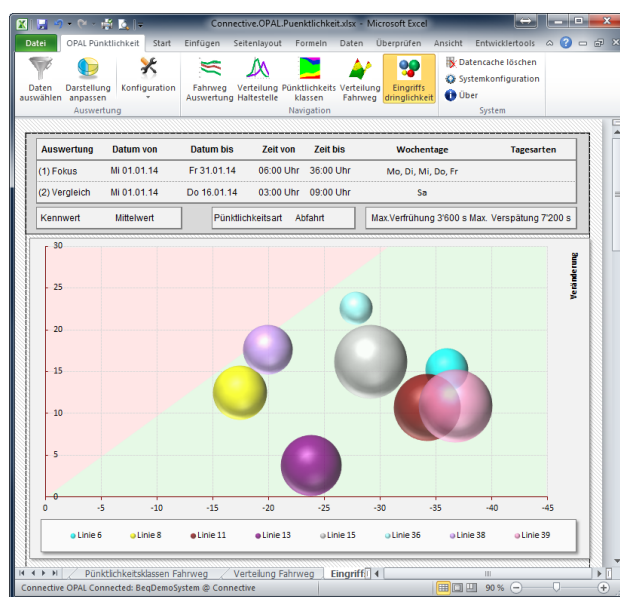 Connective.OPAL.Puenktlichkeit.xlsx - Microsoft Excel
Datei OPAL Pünktlichkeit Start Einfügen Seitenlayout Formeln Daten Überprüfen Ansicht Entwicklertools
Daten auswählen
Darstellung anpassen
Konfiguration
Fahrweg Auswertung
Verteilung Haltestelle
Pünktlichkeits klassen
Verteilung Fahrweg
Eingriffs dringlichkeit
Datencache löschen
Systemkonfiguration
Über
Auswertung Navigation System
Auswertung Datum von Datum bis Zeit von Zeit bis Wochentage Tagesarten
(1) Fokus Mi 01.01.14 Fr 31.01.14 06:00 Uhr 36:00 Uhr Mo, Di, Mi, Do, Fr
(2) Vergleich Mi 01.01.14 Do 16.01.14 03:00 Uhr 09:00 Uhr Sa
Kennwert Mittelwert Pünktlichkeitsart Abfahrt Max.Verfrühung 3'600 s Max. Verspätung 7'200 s
30
Veränderung
25
20
15
10
5
0
0 -5 -10 -15 -20 -25 -30 -35 -40 -45
Linie 6 Linie 8 Linie 11 Linie 13 Linie 15 Linie 36 Linie 38 Linie 39
Pünktlichkeitsklassen Fahrweg Verteilung Fahrweg Eingriff
Connective OPAL Connected: BeqDemoSystem @ Connective 90 %